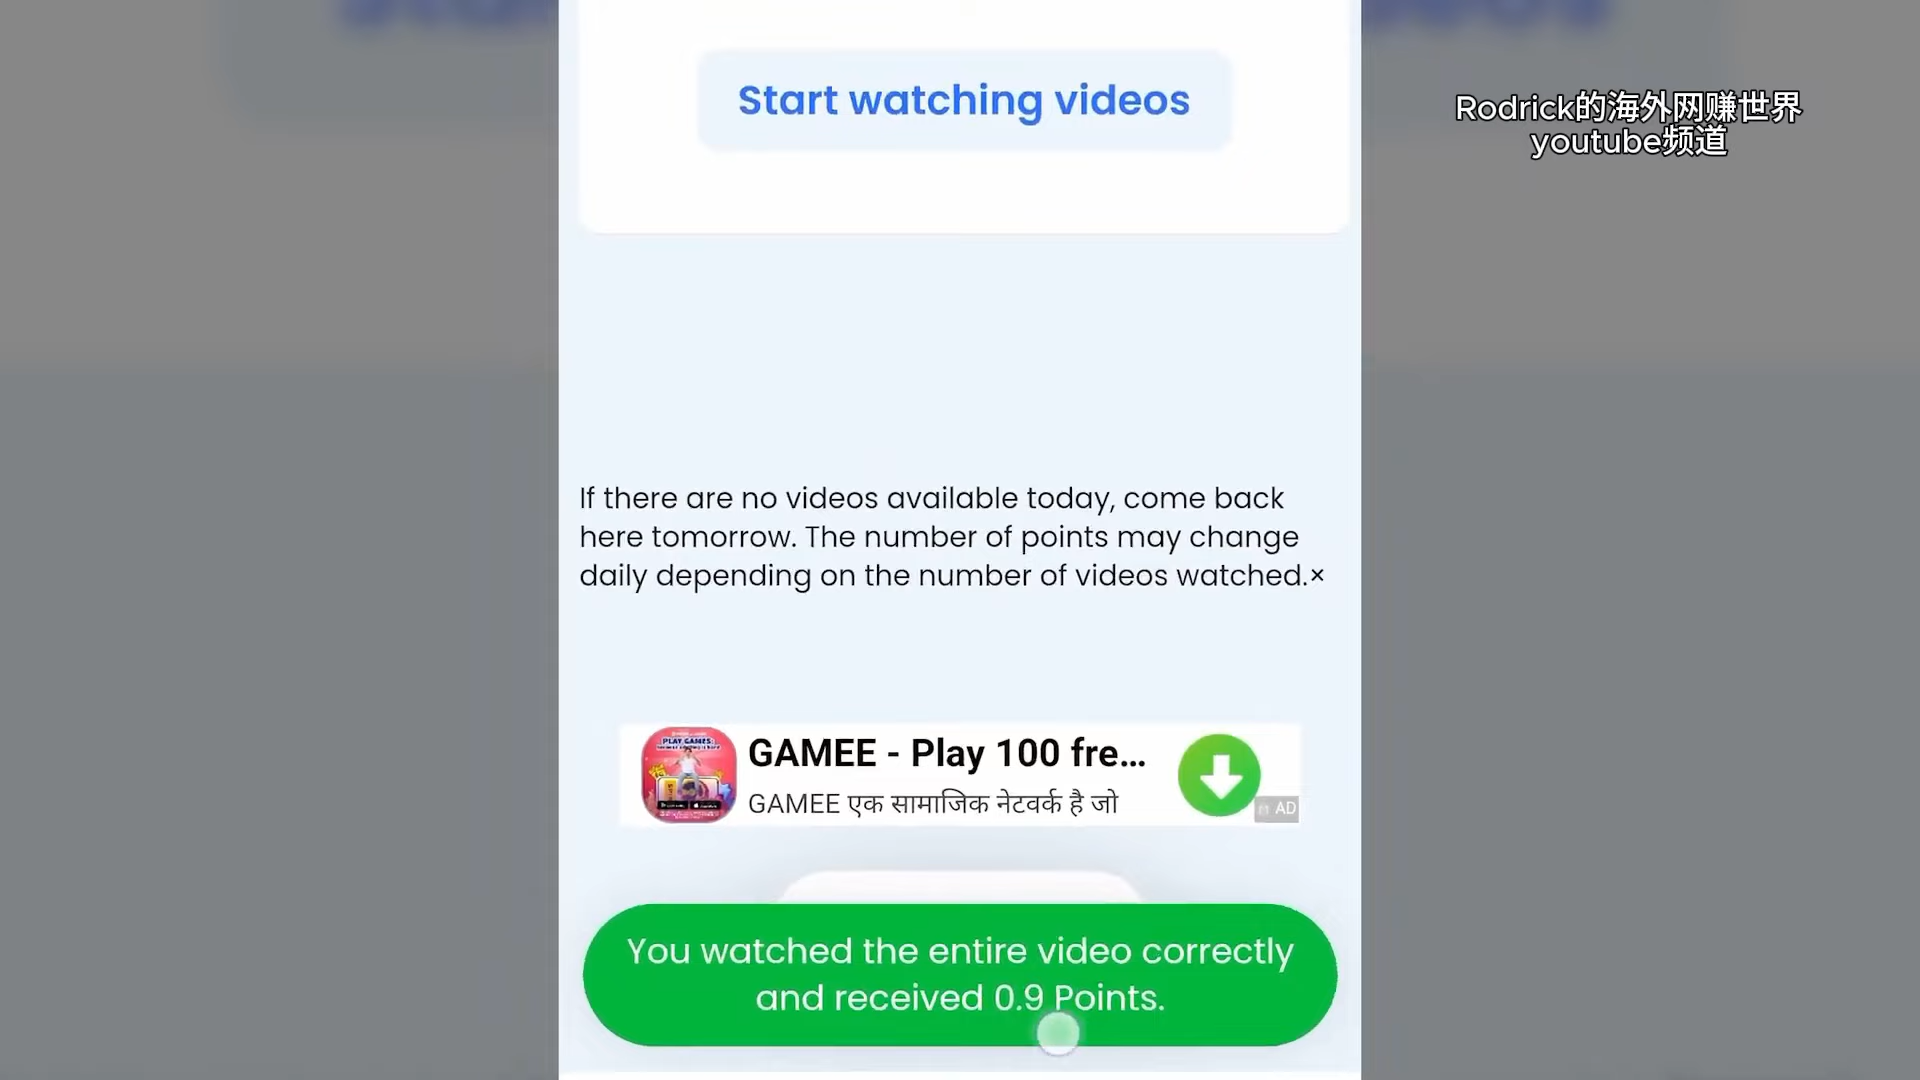 Start watching videos
Rodrick的海外网赚世界
youtube频道
If there are no videos available today, come back
here tomorrow. The number of points may change
daily depending on the number of videos watched.×
GAMEE - Play 100 fre...
GAMEE एक सामाजिक नेटवर्क है जो
AD
PLAY GAMES
You watched the entire video correctly
and received 0.9 Points.